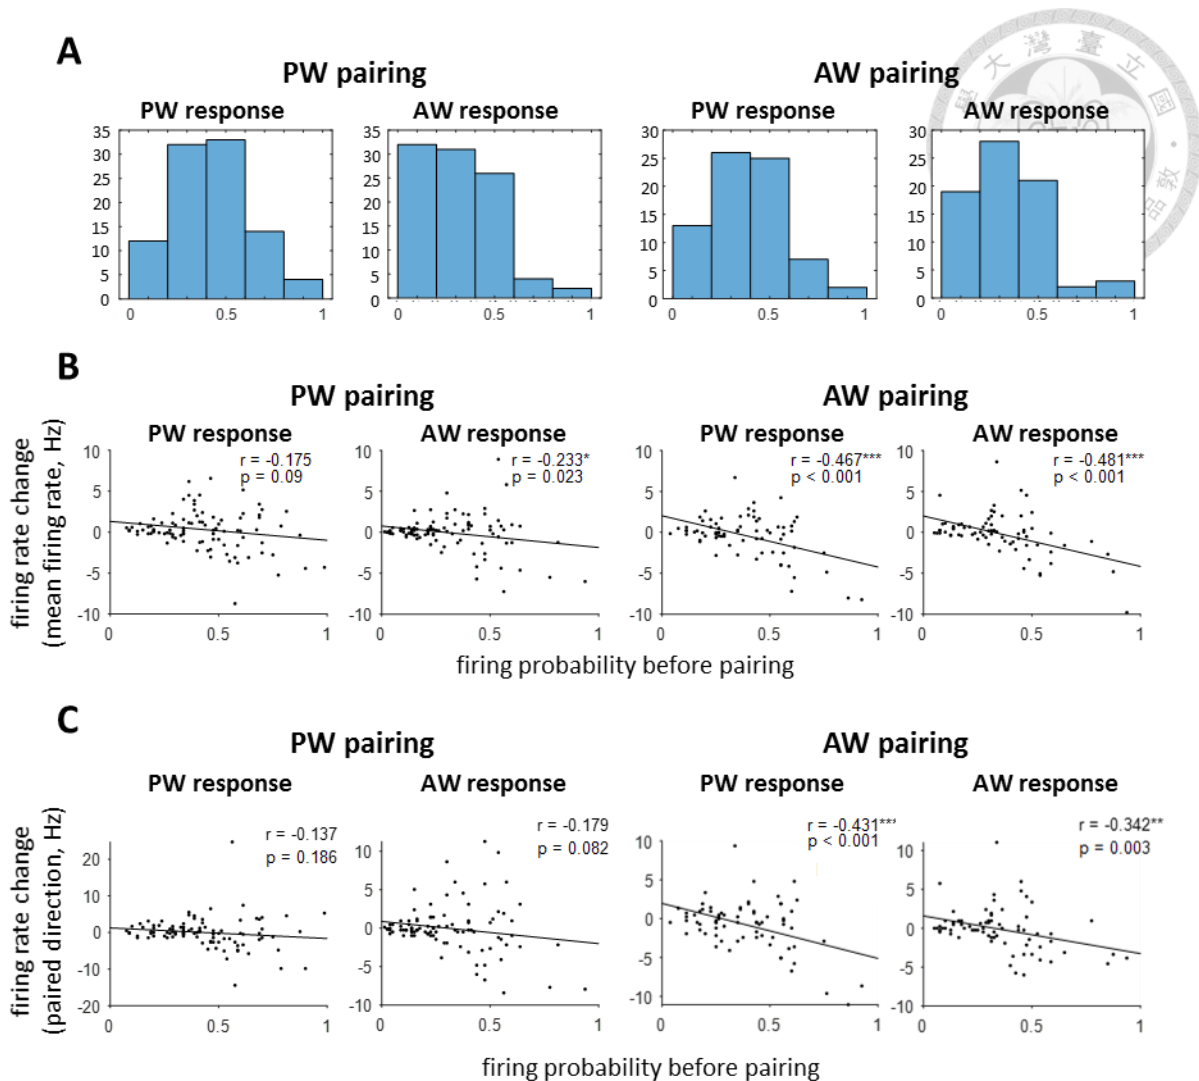 A
PW pairing
AW pairing
PW response
AW response
PW response
AW response
35
30
25
20
15
10
5
0
0 0.5 1
35
30
25
20
15
10
5
0
0 0.5 1
30
25
20
15
10
5
0
0 0.5 1
30
25
20
15
10
5
0
0 0.5 1
學大灣臺立國
敦品
B
PW pairing
AW pairing
firing rate change
(mean firing rate, Hz)
PW response
r = -0.175
p = 0.09
10
5
0
-5
-10
0 0.5 1
AW response
r = -0.233*
p = 0.023
10
5
0
-5
-10
0 0.5 1
PW response
r = -0.467***
p < 0.001
10
5
0
-5
-10
0 0.5 1
AW response
r = -0.481***
p < 0.001
10
5
0
-5
-10
0 0.5 1
firing probability before pairing
C
PW pairing
AW pairing
firing rate change
(paired direction, Hz)
PW response
r = -0.137
p = 0.186
20
10
0
-10
-20
0 0.5 1
AW response
r = -0.179
p = 0.082
10
5
0
-5
-10
0 0.5 1
PW response
r = -0.431***
p < 0.001
10
5
0
-5
-10
0 0.5 1
AW response
r = -0.342**
p = 0.003
10
5
0
-5
-10
0 0.5 1
firing probability before pairing